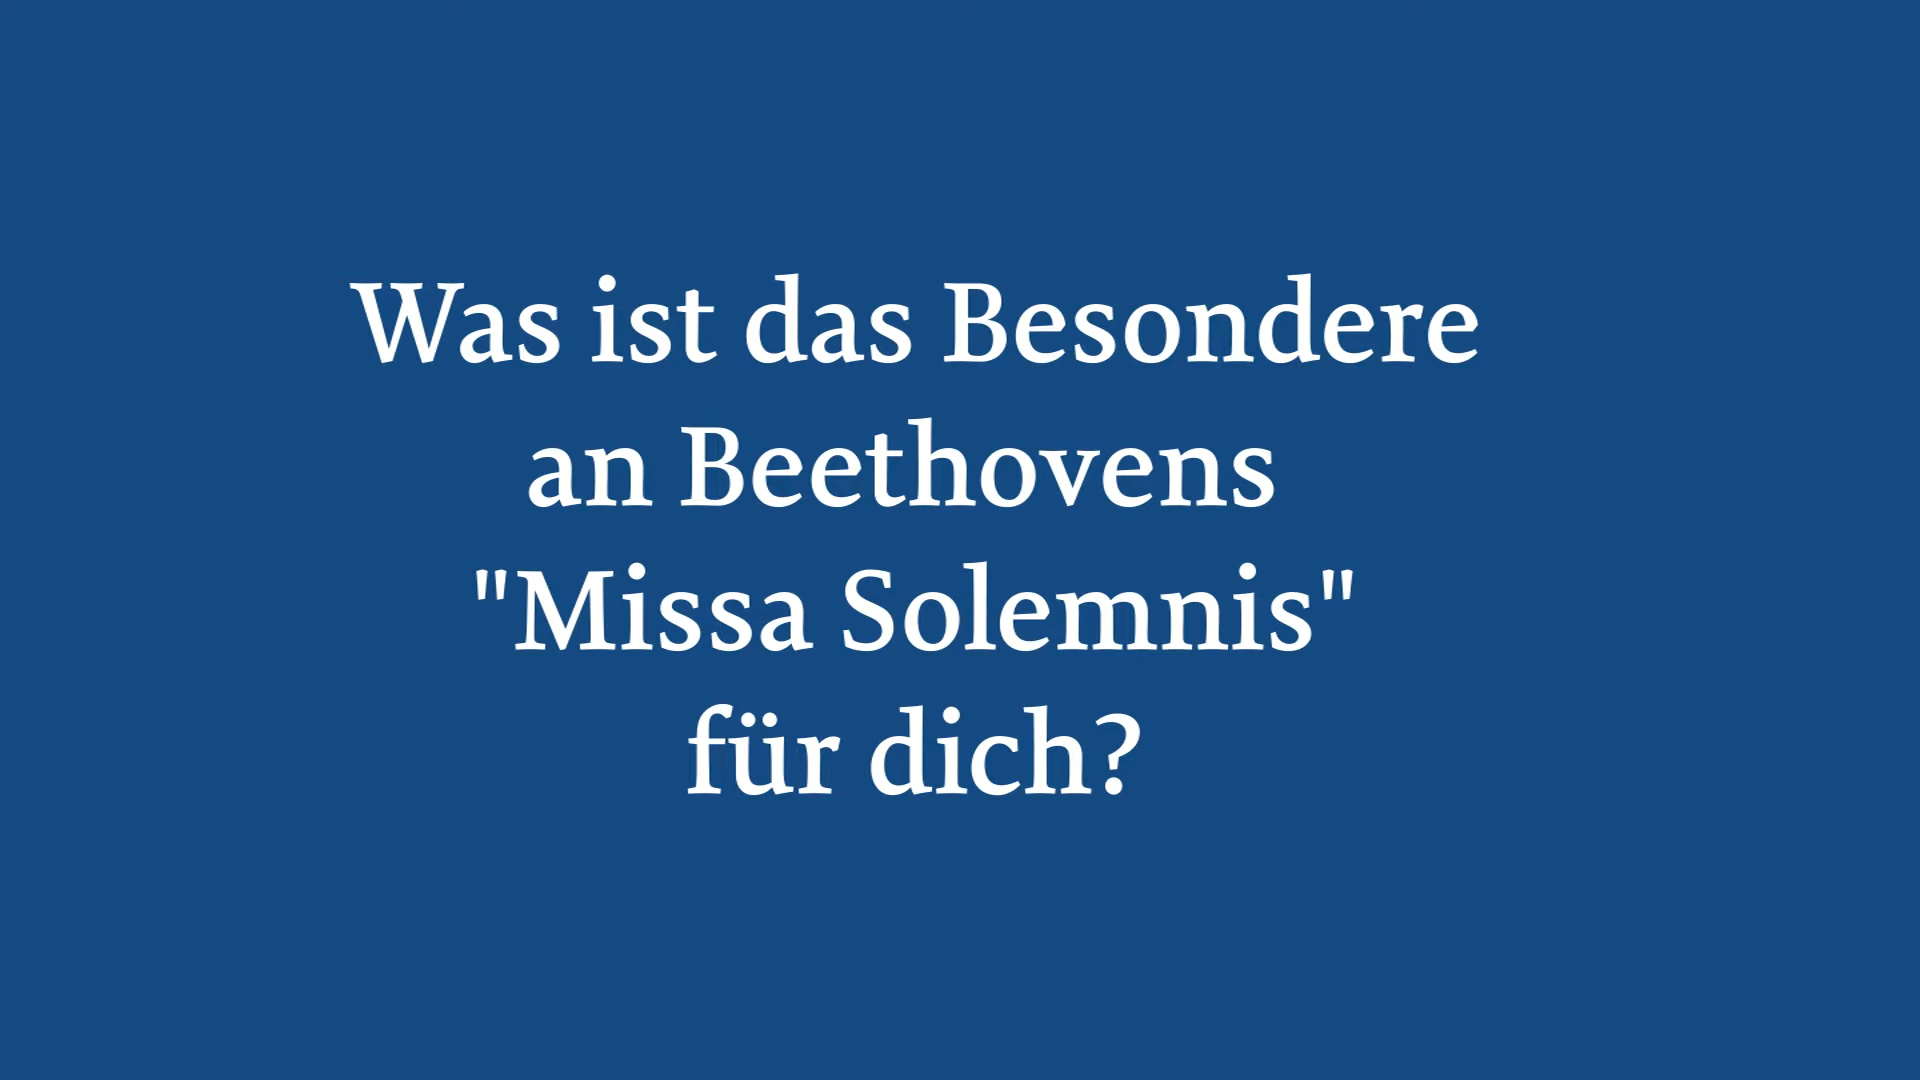 Was ist das Besondere
an Beethovens
"Missa Solemnis"
für dich?